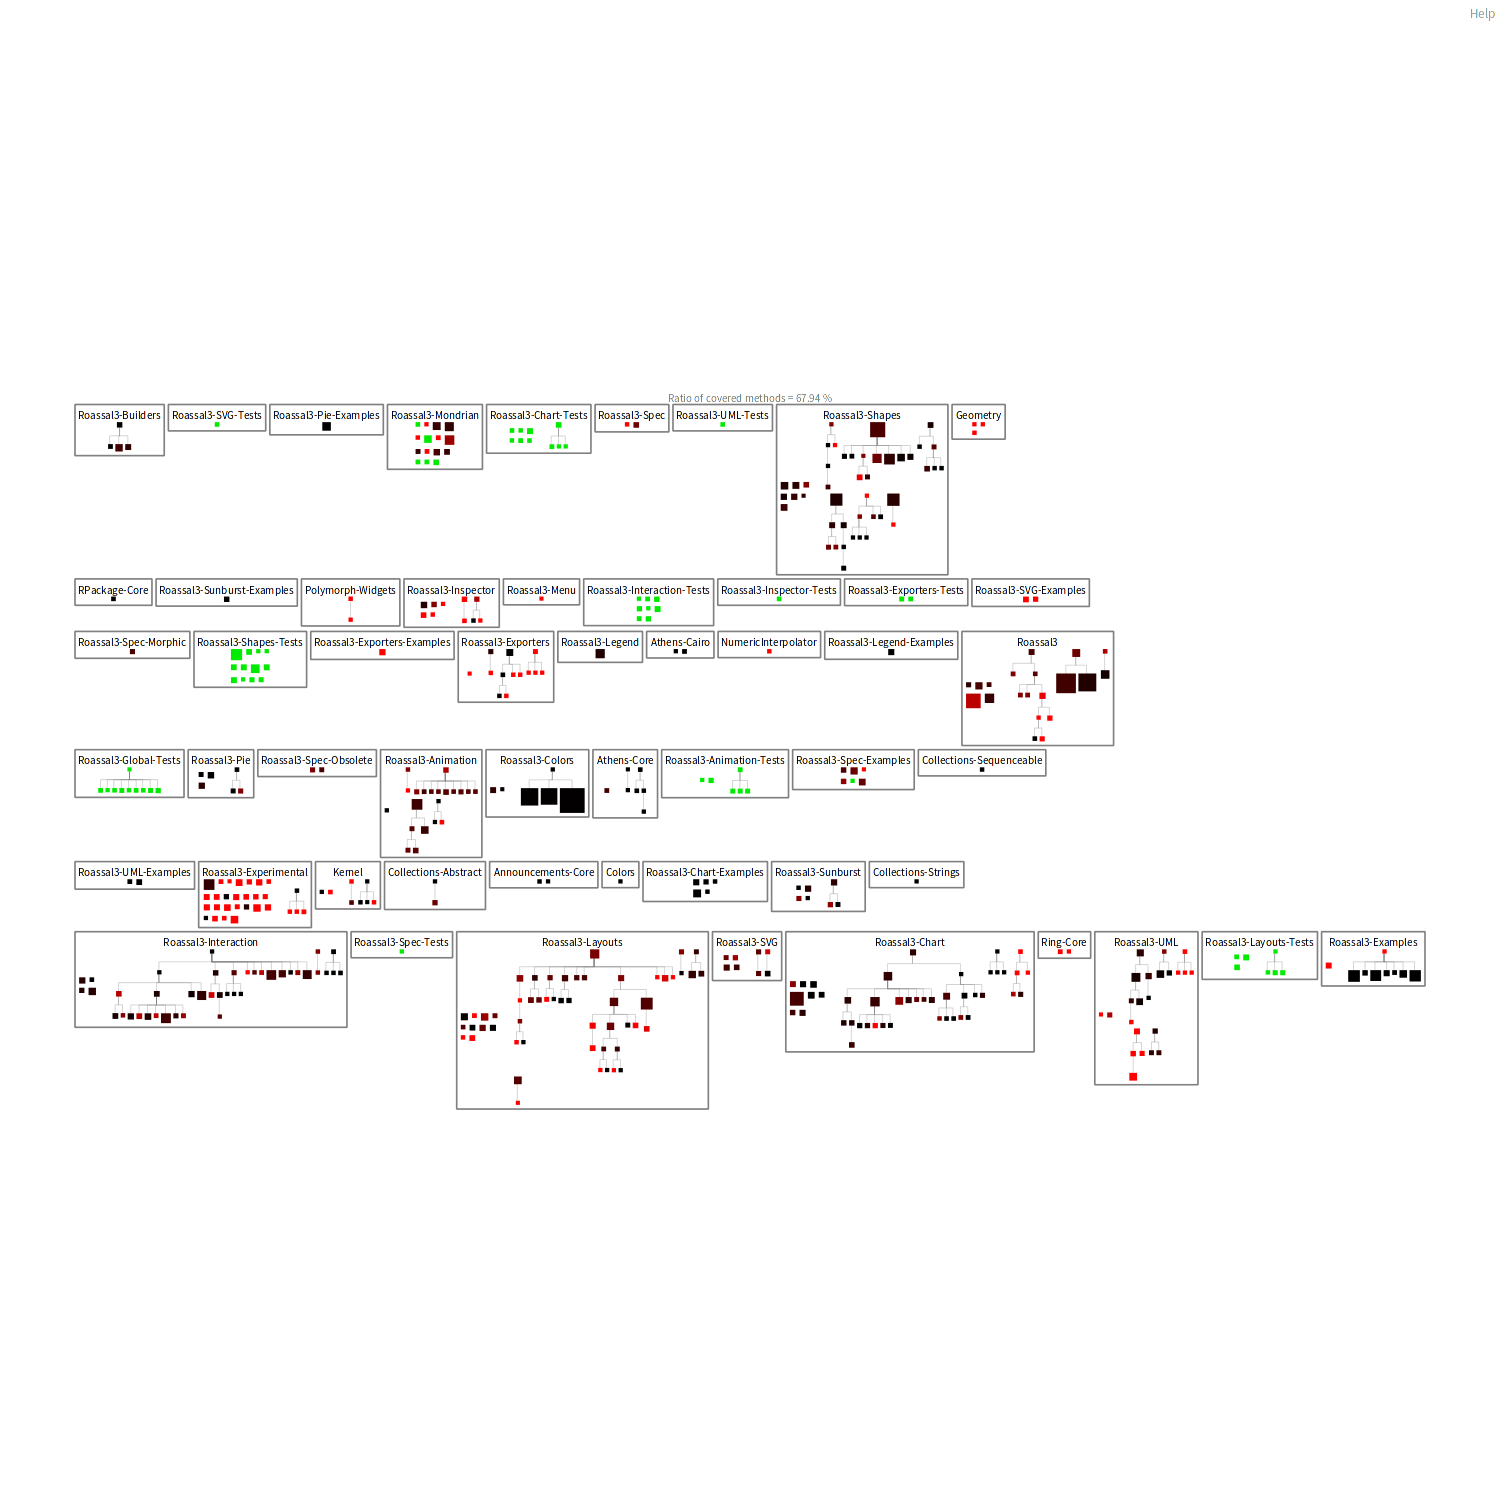 Help
Ratio of covered methods = 67.94 %
Roassal3-Builders
Roassal3-SVG-Tests
Roassal3-Pie-Examples
Roassal3-Mondrian
Roassal3-Chart-Tests
Roassal3-Spec
Roassal3-UML-Tests
Roassal3-Shapes
Geometry
RPackage-Core
Roassal3-Sunburst-Examples
Polymorph-Widgets
Roassal3-Inspector
Roassal3-Menu
Roassal3-Interaction-Tests
Roassal3-Inspector-Tests
Roassal3-Exporters-Tests
Roassal3-SVG-Examples
Roassal3-Spec-Morphic
Roassal3-Shapes-Tests
Roassal3-Exporters-Examples
Roassal3-Exporters
Roassal3-Legend
Athens-Cairo
NumericInterpolator
Roassal3-Legend-Examples
Roassal3
Roassal3-Global-Tests
Roassal3-Pie
Roassal3-Spec-Obsolete
Roassal3-Animation
Roassal3-Colors
Athens-Core
Roassal3-Animation-Tests
Roassal3-Spec-Examples
Collections-Sequenceable
Roassal3-UML-Examples
Roassal3-Experimental
Kernel
Collections-Abstract
Announcements-Core
Colors
Roassal3-Chart-Examples
Roassal3-Sunburst
Collections-Strings
Roassal3-Interaction
Roassal3-Spec-Tests
Roassal3-Layouts
Roassal3-SVG
Roassal3-Chart
Ring-Core
Roassal3-UML
Roassal3-Layouts-Tests
Roassal3-Examples